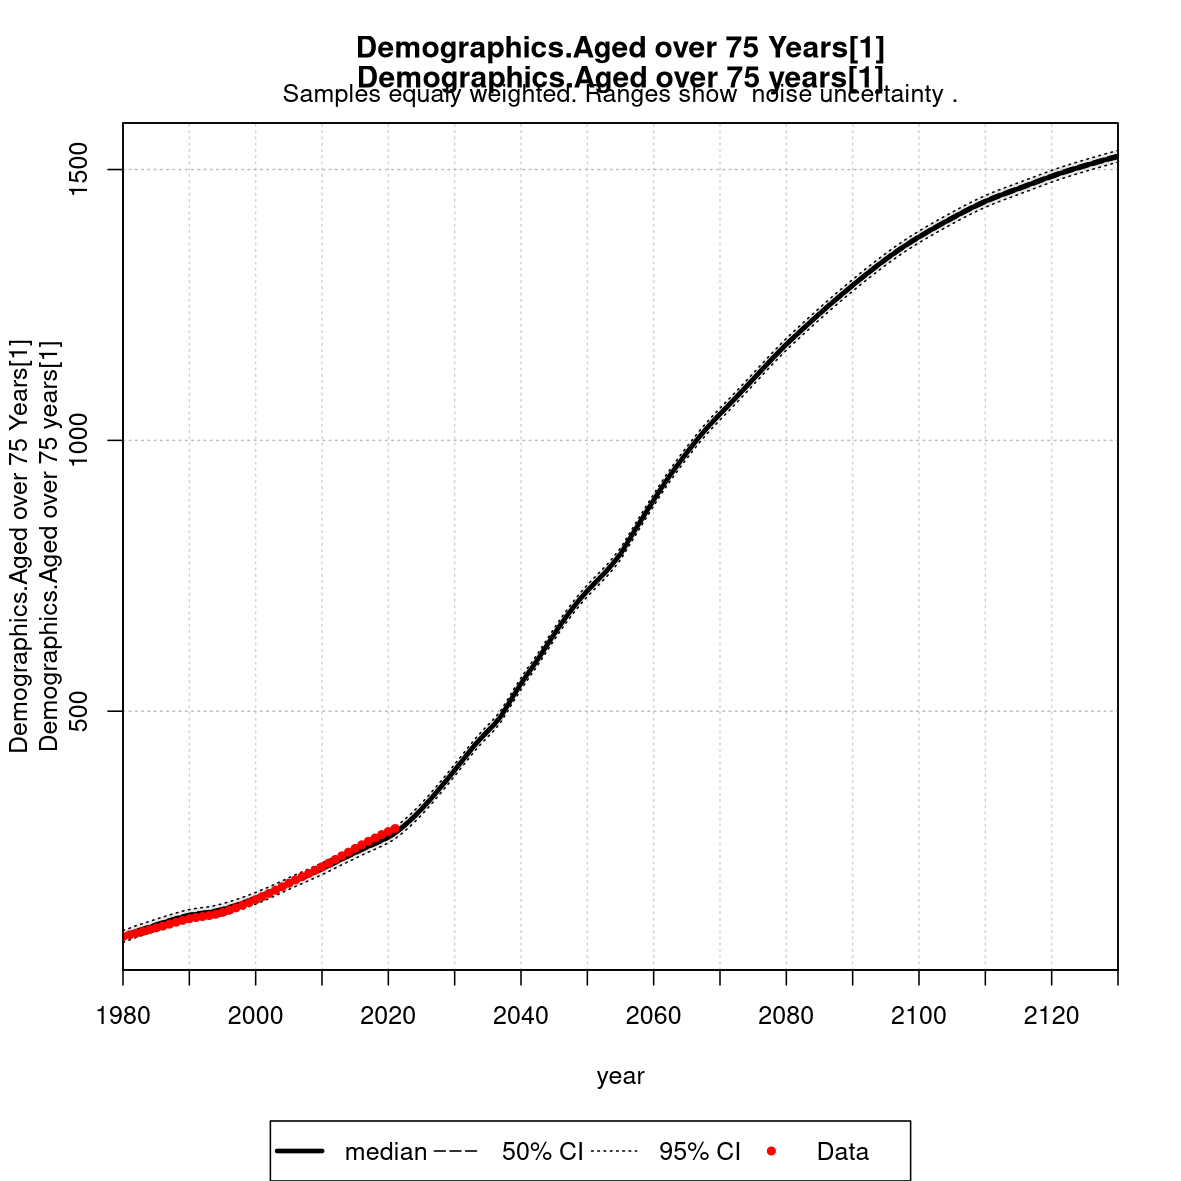 Demographics.Aged over 75 Years[1]
Demographics.Aged over 75 years[1]
Samples equaly weighted. Ranges show  noise uncertainty .
Demographics.Aged over 75 Years[1]
Demographics.Aged over 75 years[1]
1500
1000
500
1980 2000 2020 2040 2060 2080 2100 2120
year
median 50% CI 95% CI Data